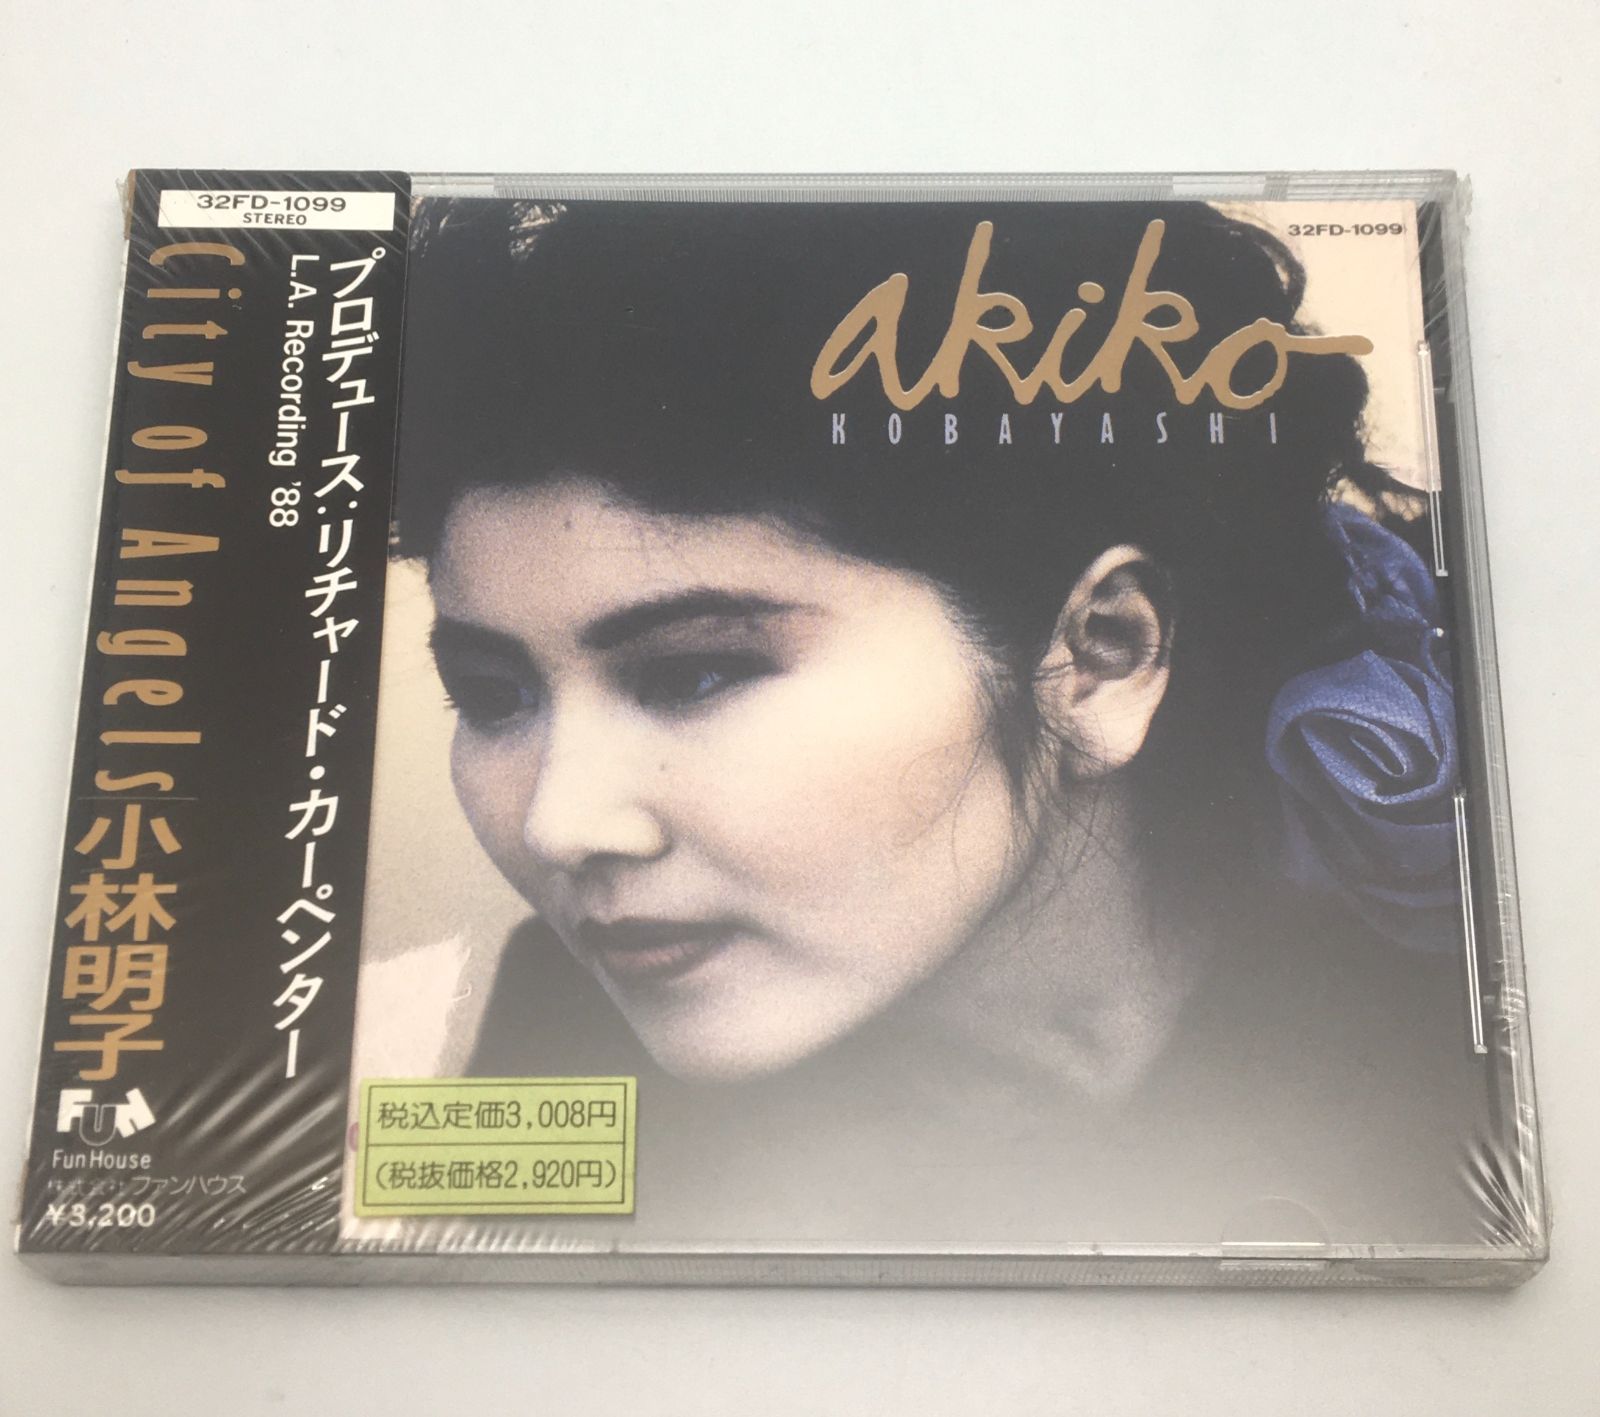 32FD-1099
STEREO
プロデュース:リチャード・カーペンター
L.A. Recording '88
City of Angels 小林明子
FUN
Fun House
株式会社ファンハウス
¥3,200
32FD-1099
akiko
KOBAYASHI
税込定価3,008円
(税抜価格2,920円)